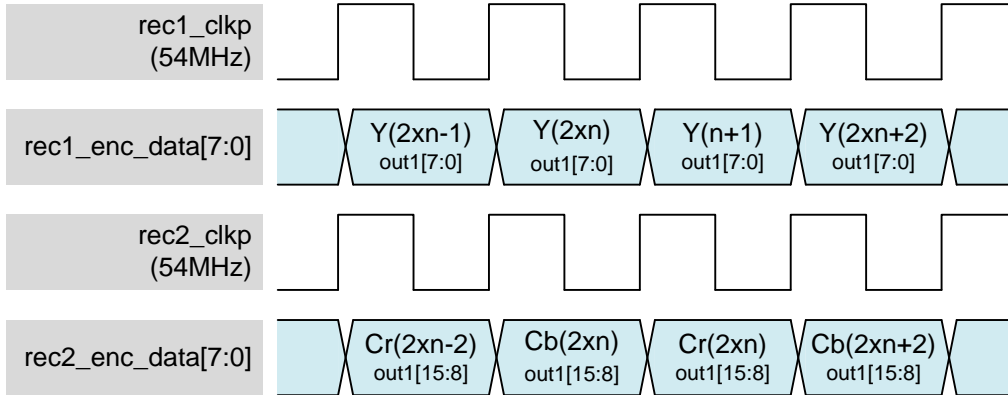 rec1_clkp
(54MHz)
rec1_enc_data[7:0]
Y(2xn-1) Y(2xn) Y(n+1) Y(2xn+2)
out1[7:0] out1[7:0] out1[7:0] out1[7:0]
rec2_clkp
(54MHz)
rec2_enc_data[7:0]
Cr(2xn-2) Cb(2xn) Cr(2xn) Cb(2xn+2)
out1[15:8] out1[15:8] out1[15:8] out1[15:8]